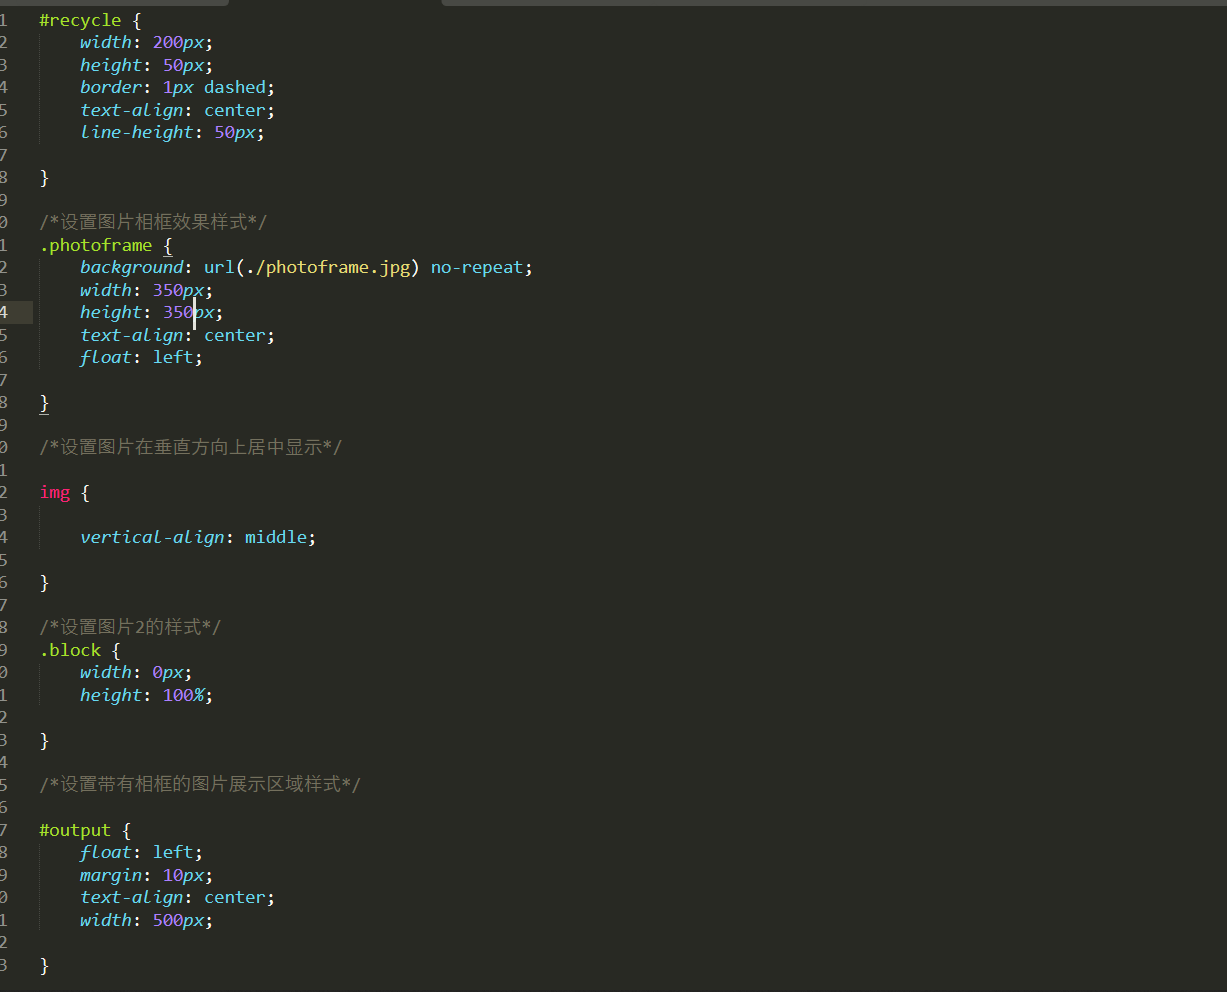 1 #recycle {
2 width: 200px;
3 height: 50px;
4 border: 1px dashed;
5 text-align: center;
6 line-height: 50px;
7
8 }
9
0 /*设置图片相框效果样式*/
1 .photoframe {
2 background: url(./photoframe.jpg) no-repeat;
3 width: 350px;
4 height: 350px;
5 text-align: center;
6 float: left;
7
8 }
9
0 /*设置图片在垂直方向上居中显示*/
1
2 img {
3
4 vertical-align: middle;
5
6 }
7
8 /*设置图片2的样式*/
9 .block {
0 width: 0px;
1 height: 100%;
2
3 }
4
5 /*设置带有相框的图片展示区域样式*/
6
7 #output {
8 float: left;
9 margin: 10px;
0 text-align: center;
1 width: 500px;
2
3 }